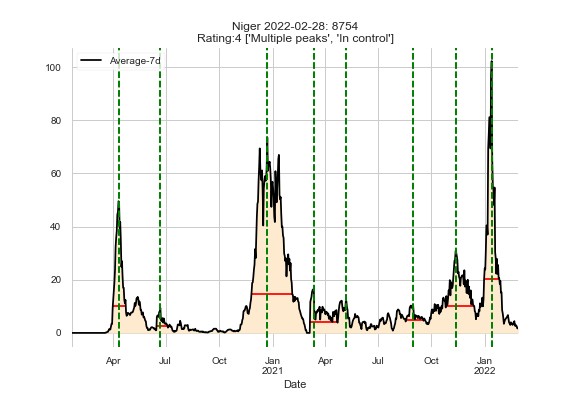 Niger 2022-02-28: 8754
Rating:4 ['Multiple peaks', 'In control']
Average-7d
100
80
60
40
20
0
Apr Jul Oct Jan Apr Jul Oct Jan
2021 2022
Date